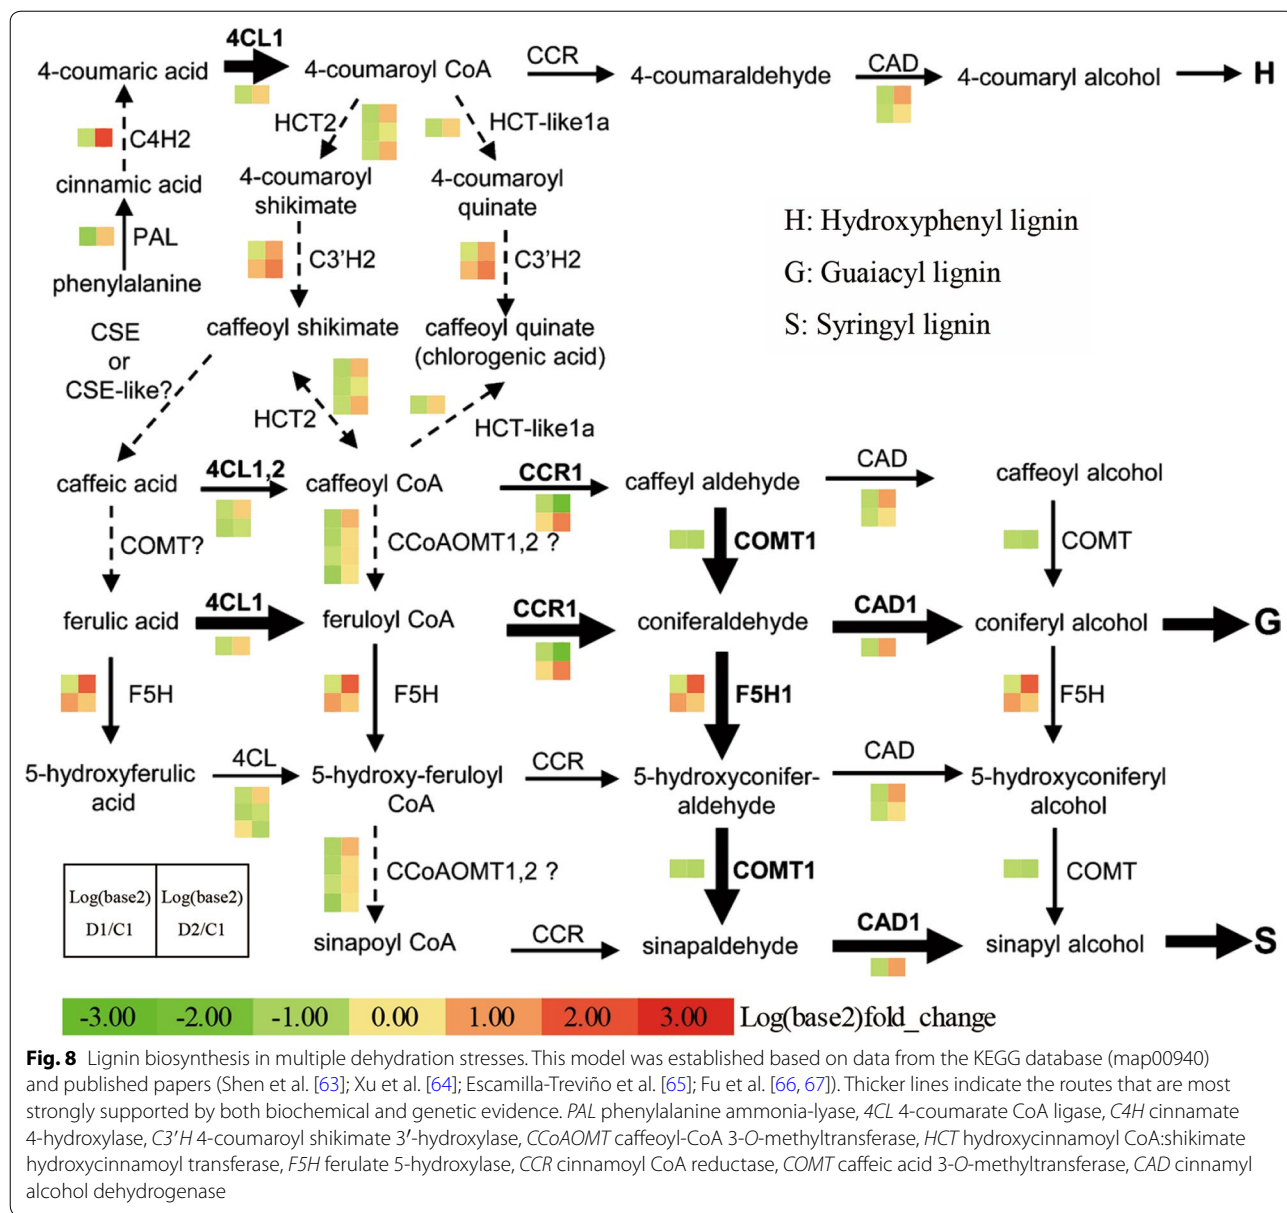 4CL1
4-coumaric acid
4-coumaroyl CoA
CCR
4-coumaraldehyde
CAD
4-coumaryl alcohol
H
C4H2
HCT2
HCT-like1a
cinnamic acid
4-coumaroyl
shikimate
4-coumaroyl
quinate
PAL
phenylalanine
C3’H2
C3’H2
H: Hydroxyphenyl lignin
G: Guaiacyl lignin
S: Syringyl lignin
CSE
or
CSE-like?
caffeoyl shikimate
caffeoyl quinate
(chlorogenic acid)
HCT2
HCT-like1a
caffeic acid
4CL1,2
caffeoyl CoA
CCR1
caffeyl aldehyde
CAD
caffeoyl alcohol
COMT?
CCoAOMT1,2 ?
COMT1
COMT
ferulic acid
4CL1
feruloyl CoA
CCR1
coniferaldehyde
CAD1
coniferyl alcohol
G
F5H
F5H
F5H1
F5H
5-hydroxyferulic
acid
4CL
5-hydroxy-feruloyl
CoA
CCR
5-hydroxyconifer-
aldehyde
CAD
5-hydroxyconiferyl
alcohol
CCoAOMT1,2 ?
COMT1
COMT
Log(base2)
D1/C1
Log(base2)
D2/C1
sinapoyl CoA
CCR
sinapaldehyde
CAD1
sinapyl alcohol
S
-3.00 -2.00 -1.00 0.00 1.00 2.00 3.00 Log(base2)fold_change
Fig. 8 Lignin biosynthesis in multiple dehydration stresses. This model was established based on data from the KEGG database (map00940)
and published papers (Shen et al. [63]; Xu et al. [64]; Escamilla-Treviño et al. [65]; Fu et al. [66, 67]). Thicker lines indicate the routes that are most
strongly supported by both biochemical and genetic evidence. PAL phenylalanine ammonia-lyase, 4CL 4-coumarate CoA ligase, C4H cinnamate
4-hydroxylase, C3′H 4-coumaroyl shikimate 3′-hydroxylase, CCoAOMT caffeoyl-CoA 3-O-methyltransferase, HCT hydroxycinnamoyl CoA:shikimate
hydroxycinnamoyl transferase, F5H ferulate 5-hydroxylase, CCR cinnamoyl CoA reductase, COMT caffeic acid 3-O-methyltransferase, CAD cinnamyl
alcohol dehydrogenase